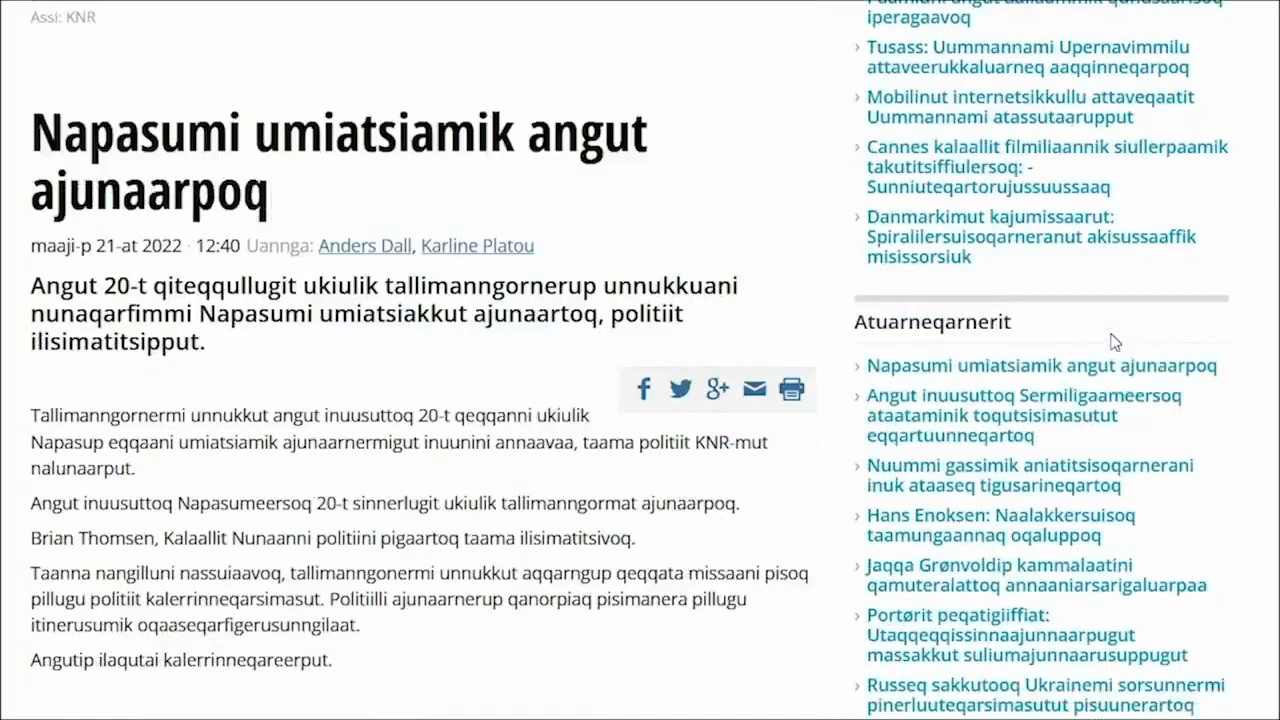 Assi: KNR
Napasumi umiatsiamik angut
ajunaarpoq
maaji-p 21-at 2022 · 12:40 Uannga: Anders Dall, Karline Platou
Angut 20-t qiteqqullugit ukiulik tallimanngornerup unnukkuani
nunaqarfimmi Napasumi umiatsiakkut ajunaartoq, politiit
ilisimatitsipput.
Tallimanngornermi unnukkut angut inuusuttoq 20-t qeqqanni ukiulik
Napasup eqqaani umiatsiamik ajutaarnermigut inuunini annaavaa, taama politiit KNR-mut
nalunaarput.
Angut inuusuttoq Napasumeersoq 20-t sinnerlugit ukiulik tallimanngormat ajunaarpoq.
Brian Thomsen, Kalaallit Nunaanni politiini pigaartoq taama ilisimatitsivoq.
Taanna nangilluni nassuiaavoq, tallimanngonermi unnukkut aqqarngup qeqqata missaani pisoq
pillugu politiit kalerrinneqarsimasut. Politiilli ajunaarnerup qanorpiaq pisimanera pillugu
itinerusumik oqaaseqarfigerusunngilaat.
Angutip ilaqutai kalerrinneqareerput.
iperagaavoq
Tusass: Uummannami Upernavimmilu
attaveerukkaluarneq aaqqinneqarpoq
Mobilinut internetsikkullu attaveqaatit
Uummannami atassutaarupput
Cannes kalaallit filmiliaannik siullerpaamik
takutitsiffiulersoq: -
Sunniuteqartorujussuussaaq
Danmarkimut kajumissaarut:
Spiralilersuisoqarneranut akisussaaffik
misissorsiuk
Atuarneqarnerit
Napasumi umiatsiamik angut ajunaarpoq
Angut inuusuttoq Sermiligaameersoq
ataataminik toqutsisimasutut
eqqartuunneqartoq
Nuummi gassimik aniatitsisoqarnerani
inuk ataaseq tigusarineqartoq
Hans Enoksen: Naalakkersuisoq
taamungaannaq oqaluppoq
Jaqqa Grønvoldip kammalaatini
qamuteralattoq annaaniarsarigaluarpaa
Portørit peqatigiiffiat:
Utaqqeqqissinnaajunnaarpugut
massakkut suliumajunnaarusuppugut
Russeq sakkutooq Ukrainemi sorsunnermi
pinerluuteqarsimasutut pisuunerartoq